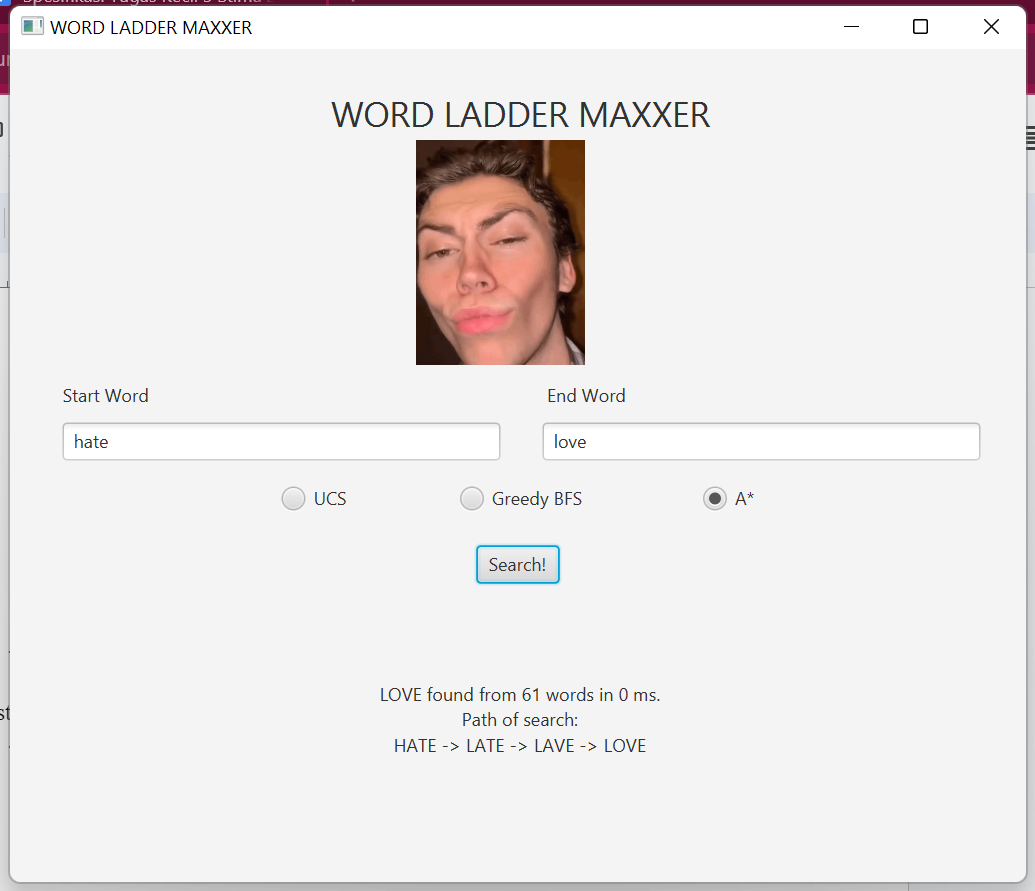 WORD LADDER MAXXER
WORD LADDER MAXXER
Start Word
End Word
hate
love
UCS
Greedy BFS
A*
Search!
LOVE found from 61 words in 0 ms.
Path of search:
HATE -> LATE -> LAVE -> LOVE